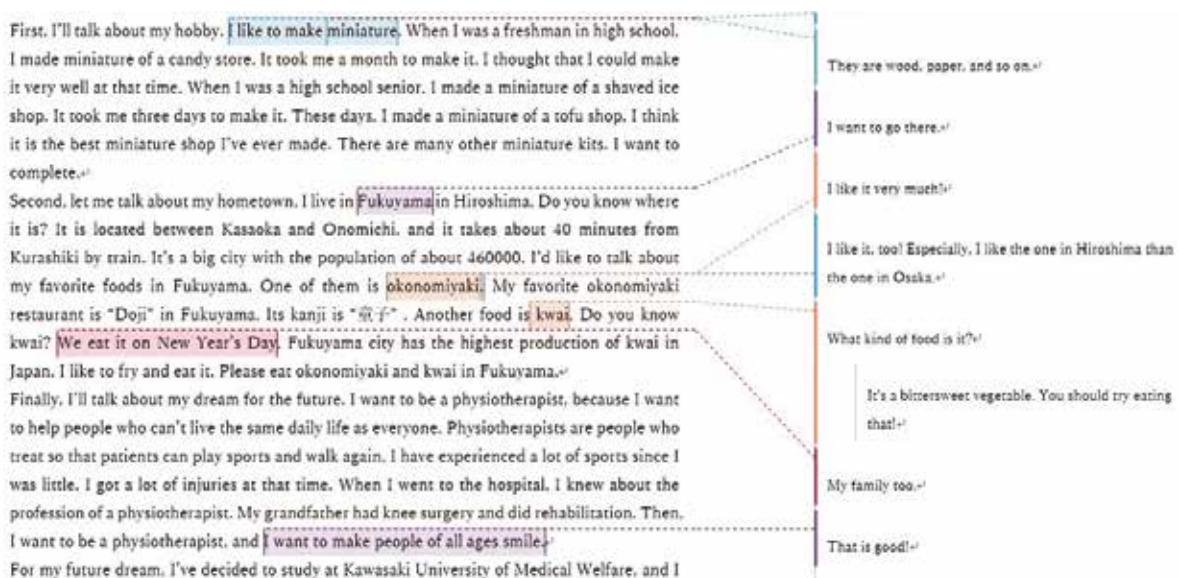 First, I'll talk about my hobby. I like to make miniature. When I was a freshman in high school,
I made miniature of a candy store. It took me a month to make it. I thought that I could make
it very well at that time. When I was a high school senior, I made a miniature of a shaved ice
shop. It took me three days to make it. These days, I made a miniature of a tofu shop. I think
it is the best miniature shop I've ever made. There are many other miniature kits. I want to
complete.↵
Second, let me talk about my hometown. I live in Fukuyama in Hiroshima. Do you know where
it is? It is located between Kasaoka and Onomichi, and it takes about 40 minutes from
Kurashiki by train. It's a big city with the population of about 460000. I'd like to talk about
my favorite foods in Fukuyama. One of them is okonomiyaki. My favorite okonomiyaki
restaurant is “Doji” in Fukuyama. Its kanji is “童子” . Another food is kwai. Do you know
kwai? We eat it on New Year's Day. Fukuyama city has the highest production of kwai in
Japan. I like to fry and eat it. Please eat okonomiyaki and kwai in Fukuyama.↵
Finally, I'll talk about my dream for the future. I want to be a physiotherapist, because I want
to help people who can't live the same daily life as everyone. Physiotherapists are people who
treat so that patients can play sports and walk again. I have experienced a lot of sports since I
was little. I got a lot of injuries at that time. When I went to the hospital, I knew about the
profession of a physiotherapist. My grandfather had knee surgery and did rehabilitation. Then,
I want to be a physiotherapist, and I want to make people of all ages smile.↵
For my future dream, I've decided to study at Kawasaki University of Medical Welfare, and I
They are wood, paper, and so on.↵
I want to go there.↵
I like it very much!↵
I like it, too! Especially, I like the one in Hiroshima than
the one in Osaka.↵
What kind of food is it?↵
It's a bittersweet vegetable. You should try eating
that!↵
My family too.↵
That is good!↵